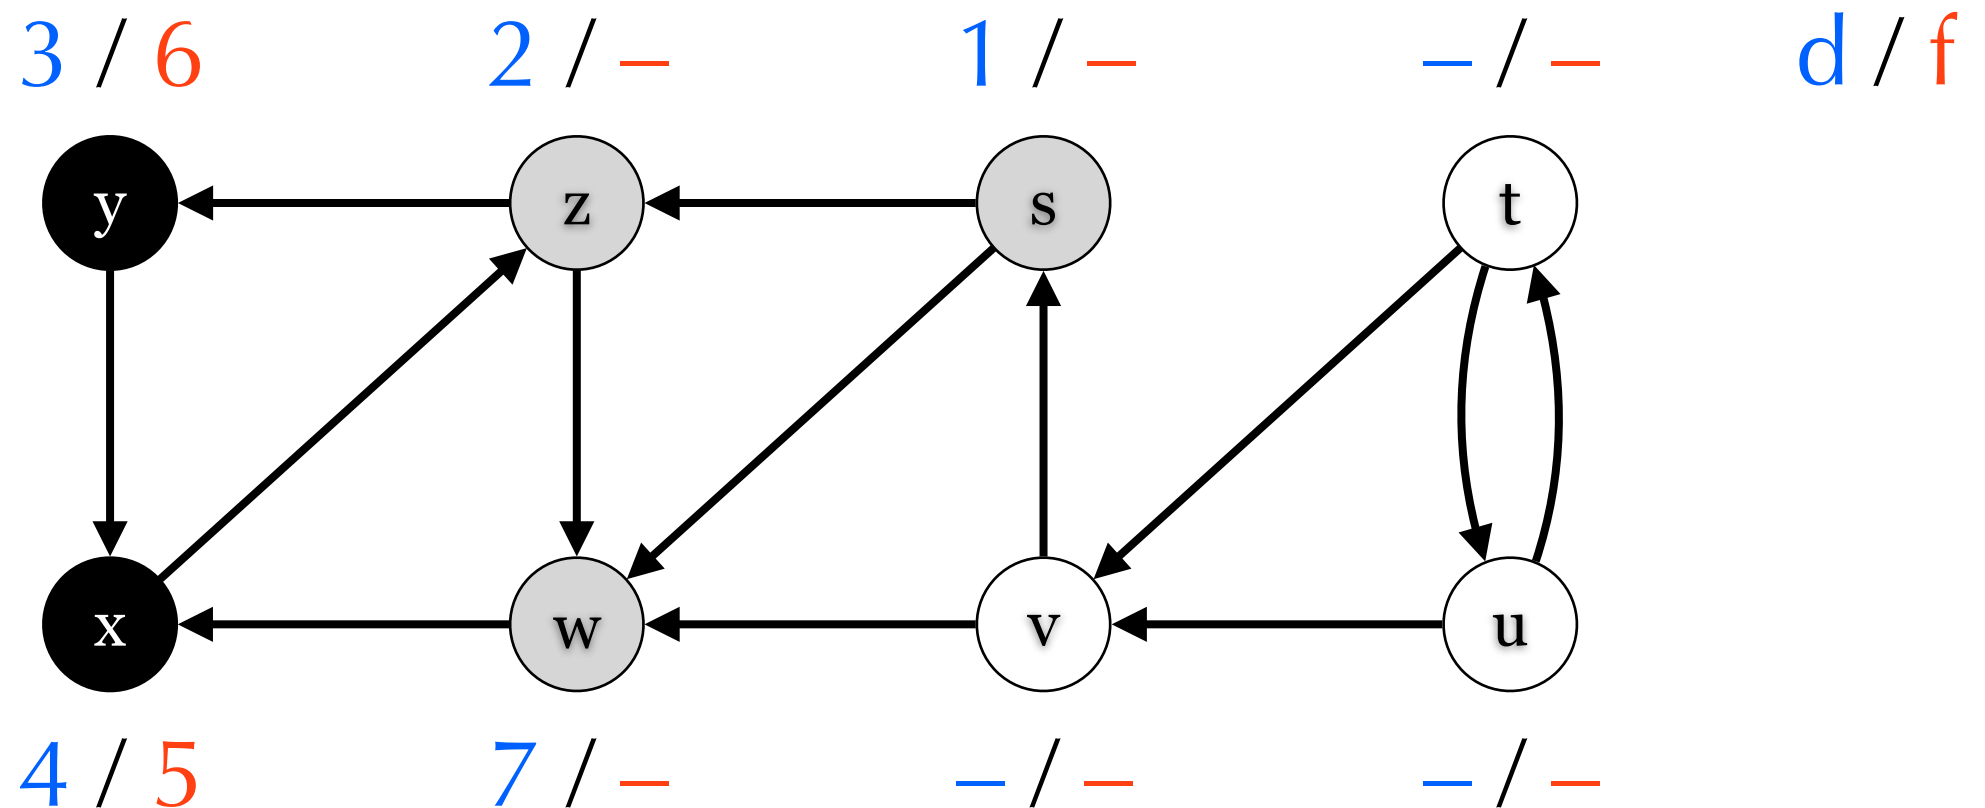 3 / 6 2 / – 1 / – – / – d / f
y z s t
x w v u
4 / 5 7 / – – / – – / –